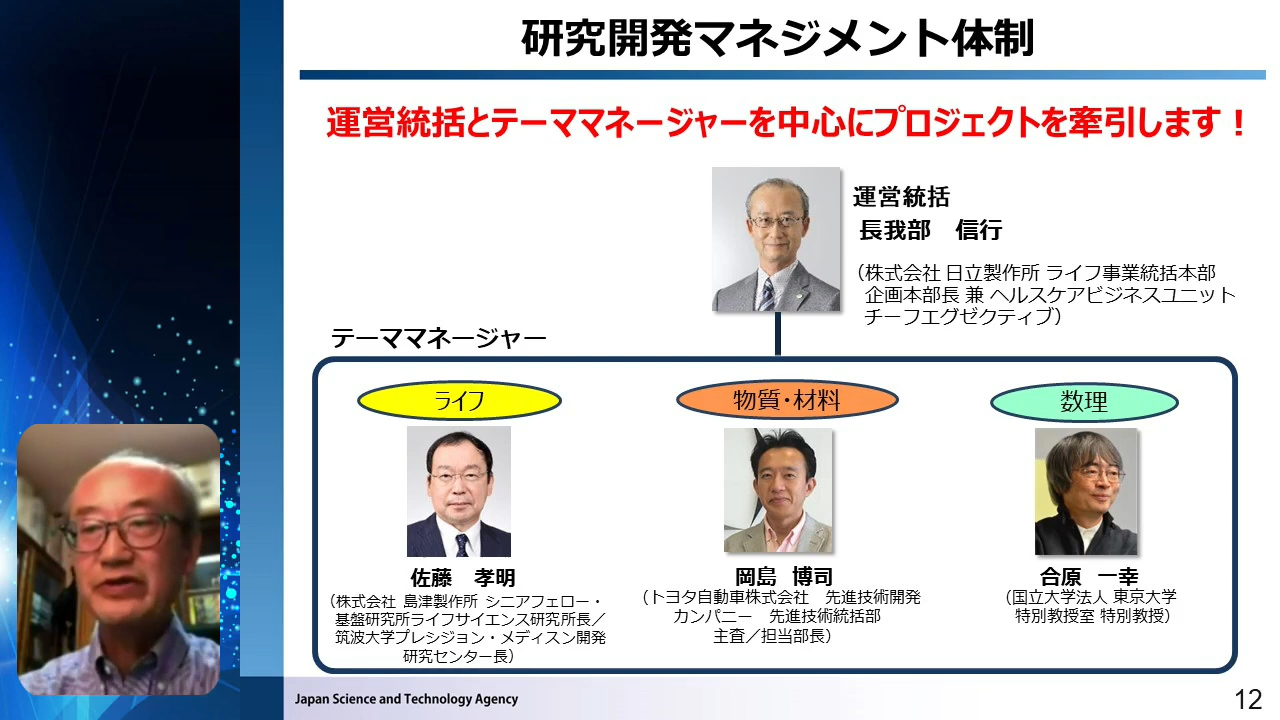 研究開発マネジメント体制
運営統括とテーママネージャーを中心にプロジェクトを牽引します！
運営統括
長我部　信行
（株式会社 日立製作所 ライフ事業統括本部
企画本部長 兼 ヘルスケアビジネスユニット
チーフエグゼクティブ）
テーママネージャー
ライフ
佐藤　孝明
（株式会社 島津製作所 シニアフェロー・
基盤研究所ライフサイエンス研究所長／
筑波大学プレシジョン・メディスン開発
研究センター長）
物質・材料
岡島 博司
（トヨタ自動車株式会社　先進技術開発
カンパニー　先進技術統括部
主査／担当部長）
数理
合原 一幸
（国立大学法人 東京大学
特別教授室 特別教授）
Japan Science and Technology Agency
12